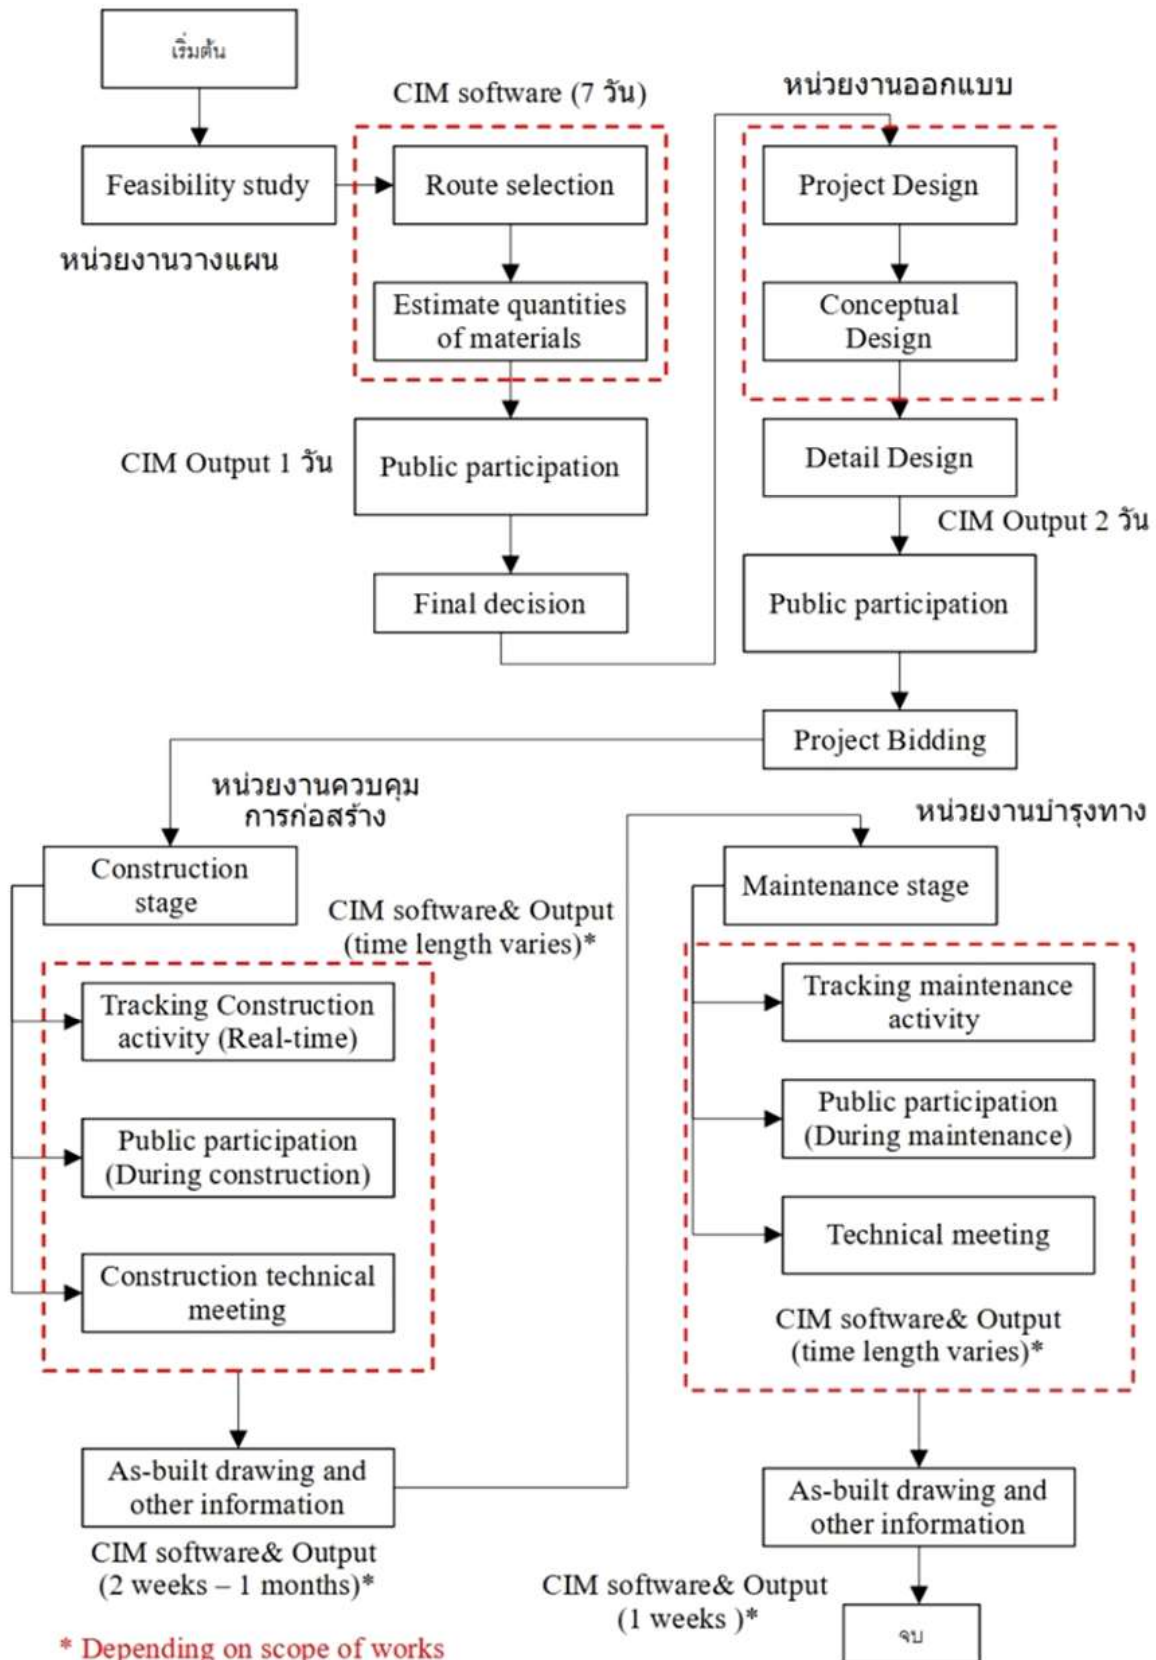 เริ่มต้น
CIM software (7 วัน)
หน่วยงานออกแบบ
Feasibility study
Route selection
Project Design
หน่วยงานวางแผน
Estimate quantities
of materials
Conceptual
Design
CIM Output 1 วัน
Public participation
Detail Design
CIM Output 2 วัน
Final decision
Public participation
Project Bidding
หน่วยงานควบคุม
การก่อสร้าง
หน่วยงานบำรุงทาง
Construction
stage
Maintenance stage
CIM software& Output
(time length varies)*
Tracking Construction
activity (Real-time)
Public participation
(During construction)
Construction technical
meeting
Tracking maintenance
activity
Public participation
(During maintenance)
Technical meeting
CIM software& Output
(time length varies)*
As-built drawing and
other information
CIM software& Output
(2 weeks – 1 months)*
As-built drawing and
other information
CIM software& Output
(1 weeks )*
จบ
* Depending on scope of works